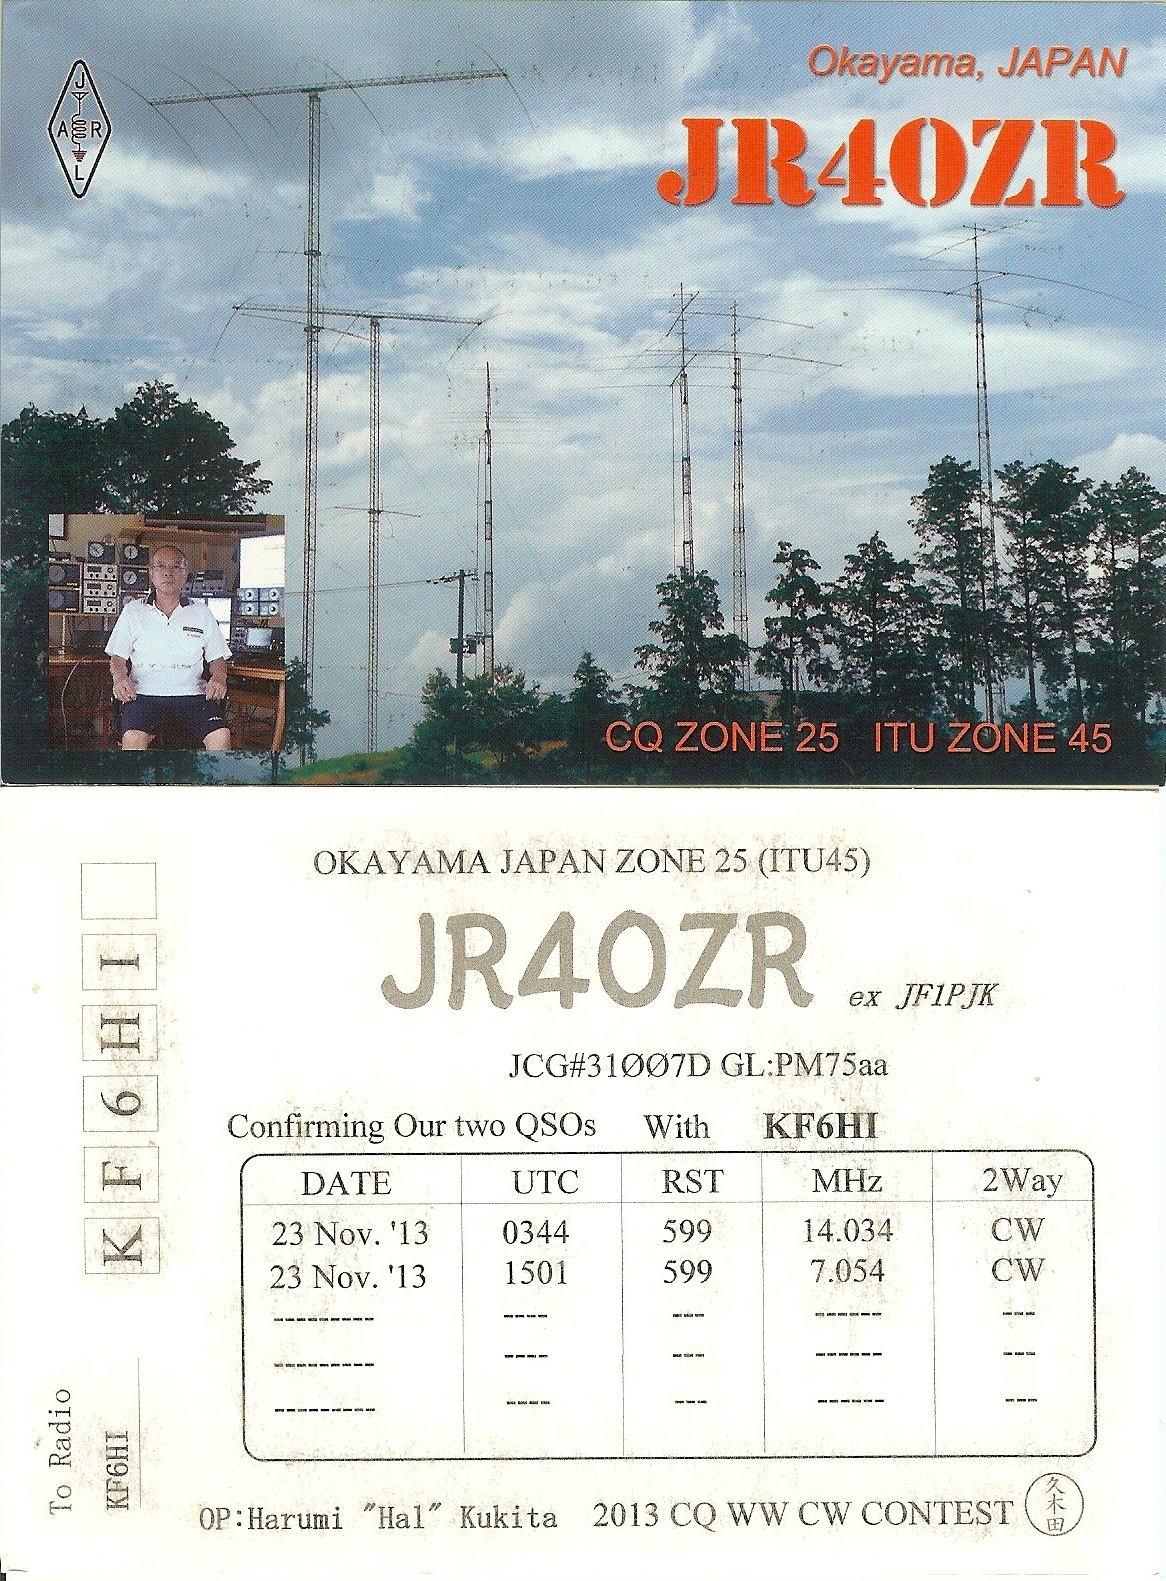 J
A R
L
Okayama, JAPAN
JR4OZR
CQ ZONE 25 ITU ZONE 45
OKAYAMA JAPAN ZONE 25 (ITU45)
JR4OZR ex JF1PJK
JCG#31ØØ7D GL:PM75aa
Confirming Our two QSOs With KF6HI
DATE UTC RST MHz 2Way
23 Nov. '13 0344 599 14.034 CW
23 Nov. '13 1501 599 7.054 CW
--------- ---- --- ------ ---
--------- ---- --- ------ ---
--------- ---- --- ------ ---
OP:Harumi "Hal" Kukita 2013 CQ WW CW CONTEST
久木田
KF6HI
To Radio
KF6HI